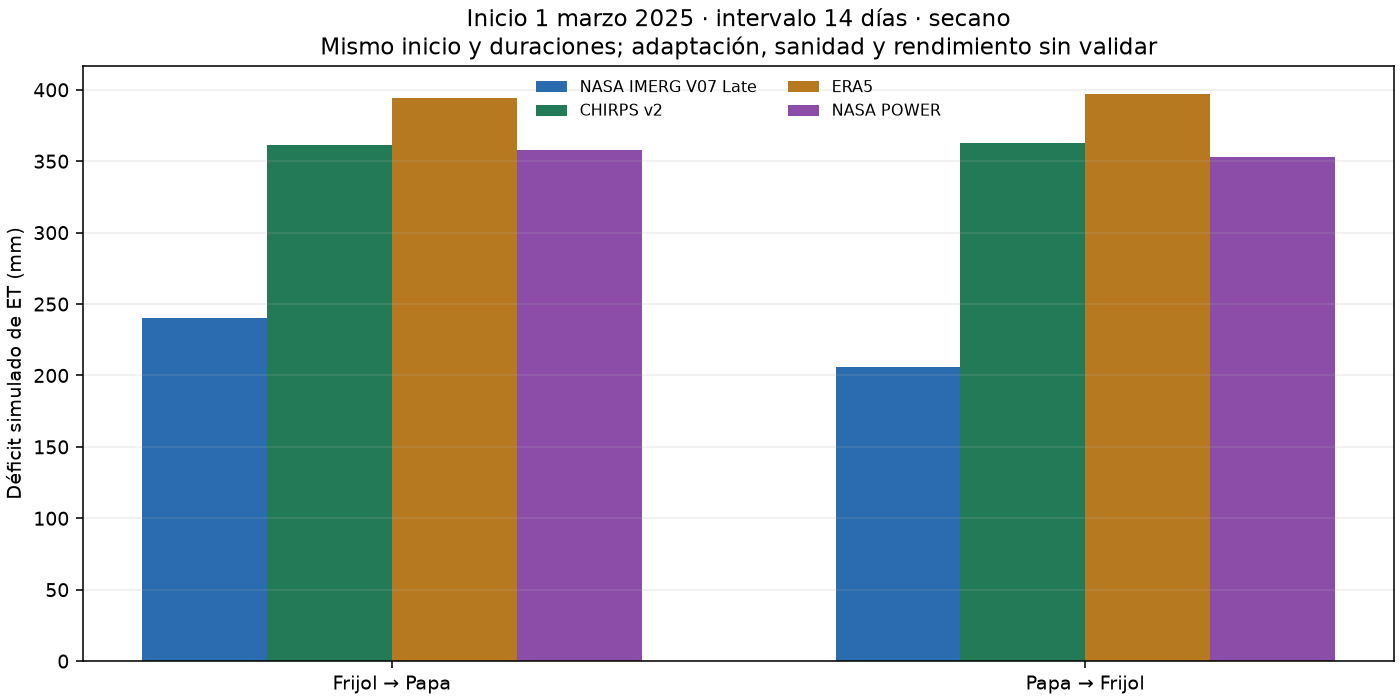 Inicio 1 marzo 2025 · intervalo 14 días · secano
Mismo inicio y duraciones; adaptación, sanidad y rendimiento sin validar
NASA IMERG V07 Late
CHIRPS v2
ERA5
NASA POWER
Déficit simulado de ET (mm)
400
350
300
250
200
150
100
50
0
Frijol → Papa
Papa → Frijol